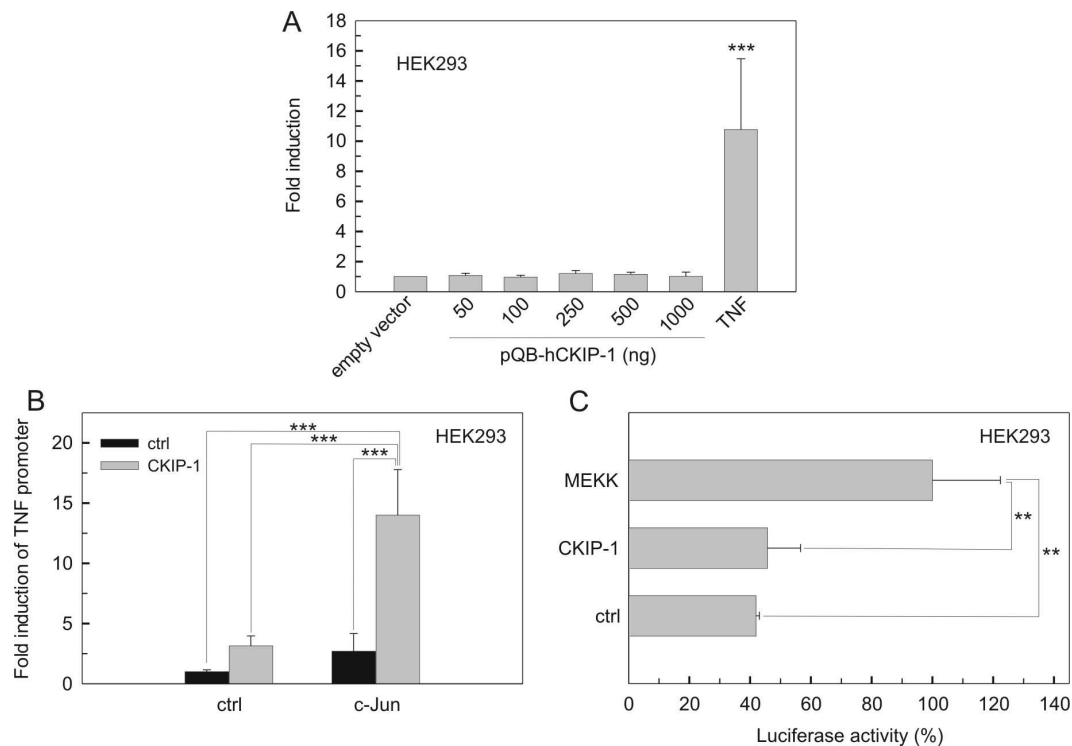 A
HEK293
Fold induction
18
16
14
12
10
8
6
4
2
0
***
empty vector
50
100
250
500
1000
TNF
pQB-hCKIP-1 (ng)
B
HEK293
ctrl
CKIP-1
Fold induction of TNF promoter
20
15
10
5
0
***
***
***
ctrl
c-Jun
C
HEK293
MEKK
CKIP-1
ctrl
**
**
0 20 40 60 80 100 120 140
Luciferase activity (%)